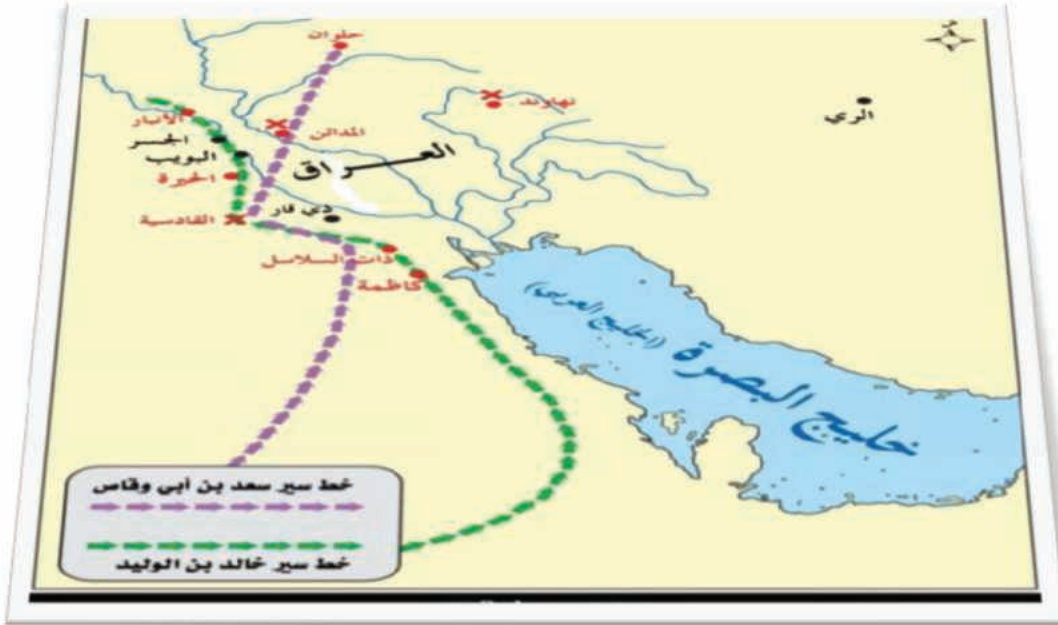 حلوان
نهاوند
الري
الأنبار
المدائن
الجسر
البويب
العـــراق
الحيرة
ذي قار
القادسية
ذات السلاسل
كاظمة
(الخليج العربي)
خليج البصرة
خط سير سعد بن أبي وقاص
خط سير خالد بن الوليد